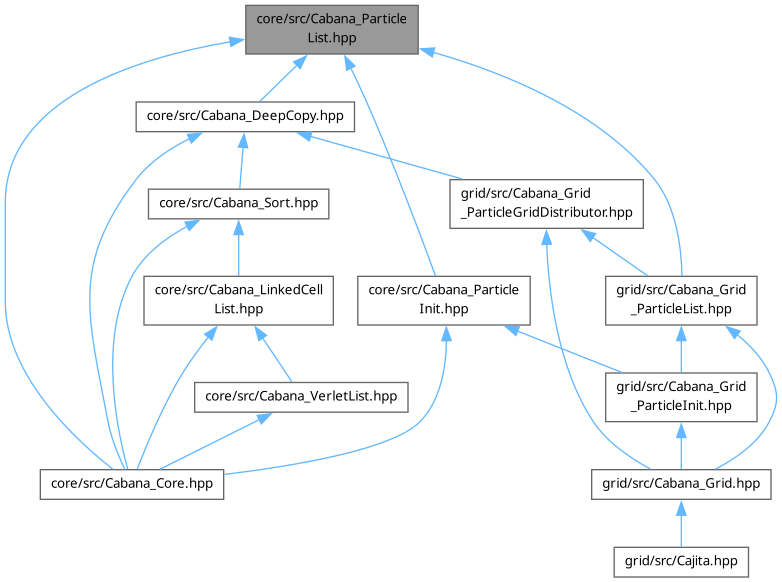 core/src/Cabana_Particle
List.hpp
core/src/Cabana_DeepCopy.hpp
core/src/Cabana_Sort.hpp
grid/src/Cabana_Grid
_ParticleGridDistributor.hpp
core/src/Cabana_LinkedCell
List.hpp
core/src/Cabana_Particle
Init.hpp
grid/src/Cabana_Grid
_ParticleList.hpp
core/src/Cabana_VerletList.hpp
grid/src/Cabana_Grid
_ParticleInit.hpp
core/src/Cabana_Core.hpp
grid/src/Cabana_Grid.hpp
grid/src/Cajita.hpp